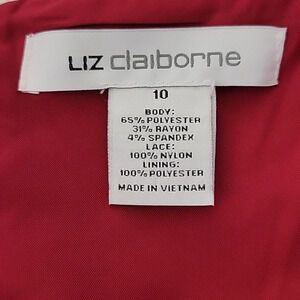 LIZ claiborne
10
BODY:
65% POLYESTER
31% RAYON
4% SPANDEX
LACE:
100% NYLON
LINING:
100% POLYESTER
MADE IN VIETNAM